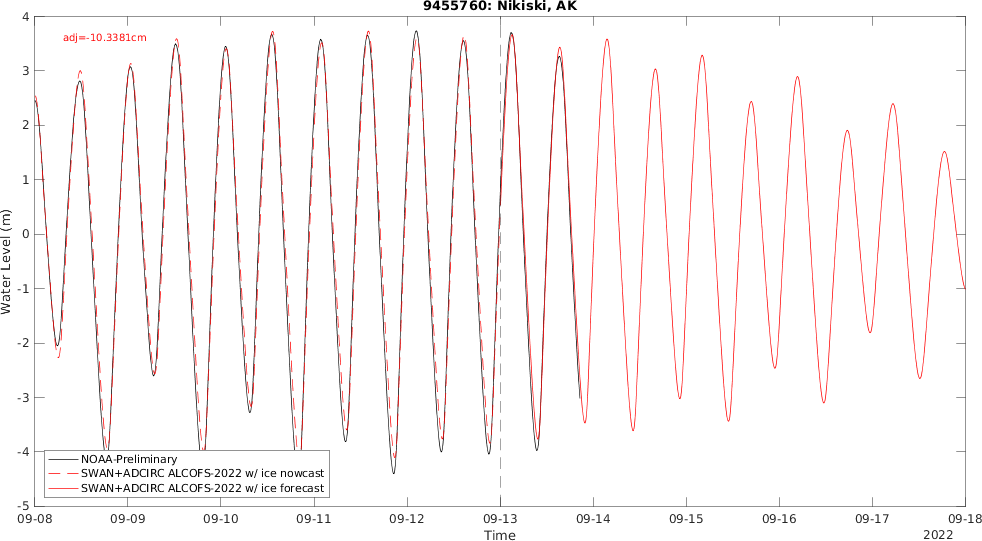 9455760: Nikiski, AK
adj=-10.3381cm
Water Level (m)
4
3
2
1
0
-1
-2
-3
-4
-5
NOAA-Preliminary
SWAN+ADCIRC ALCOFS-2022 w/ ice nowcast
SWAN+ADCIRC ALCOFS-2022 w/ ice forecast
09-08 09-09 09-10 09-11 09-12 09-13 09-14 09-15 09-16 09-17 09-18
Time
2022